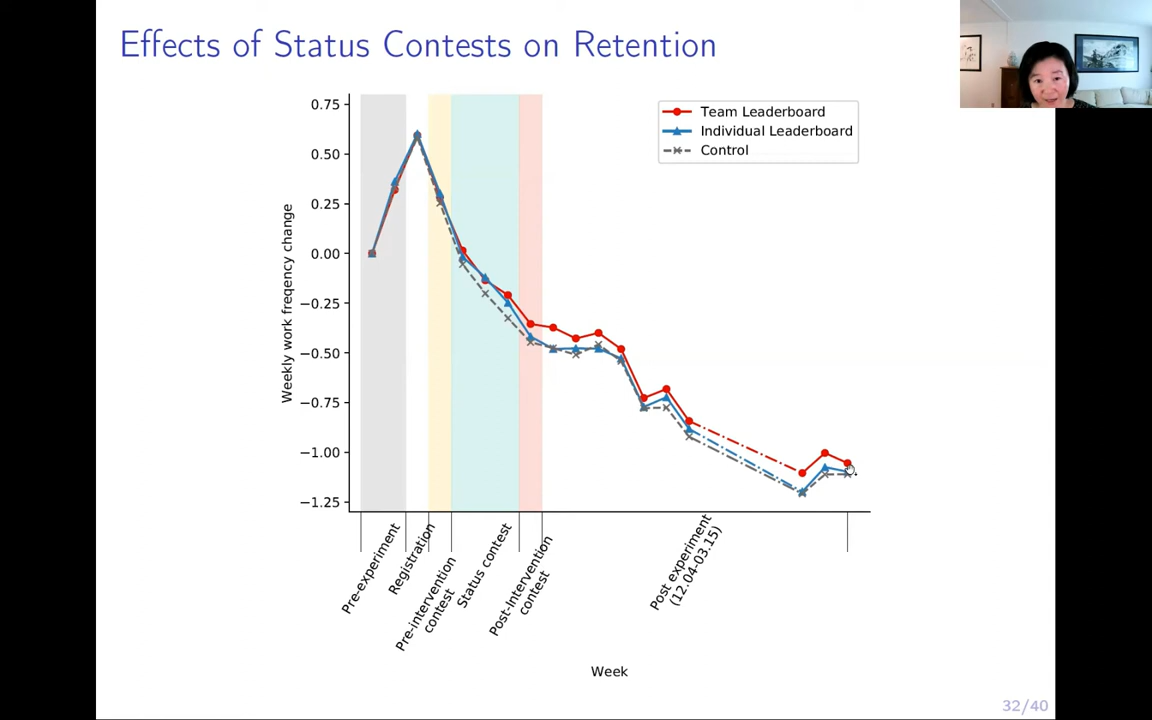 Effects of Status Contests on Retention
Team Leaderboard
Individual Leaderboard
Control
Weekly work freqency change
0.75
0.50
0.25
0.00
−0.25
−0.50
−0.75
−1.00
−1.25
Pre-experiment
Registration
Pre-intervention
contest
Status contest
Post-Intervention
contest
Post experiment
(12.04-03.15)
Week
32/40